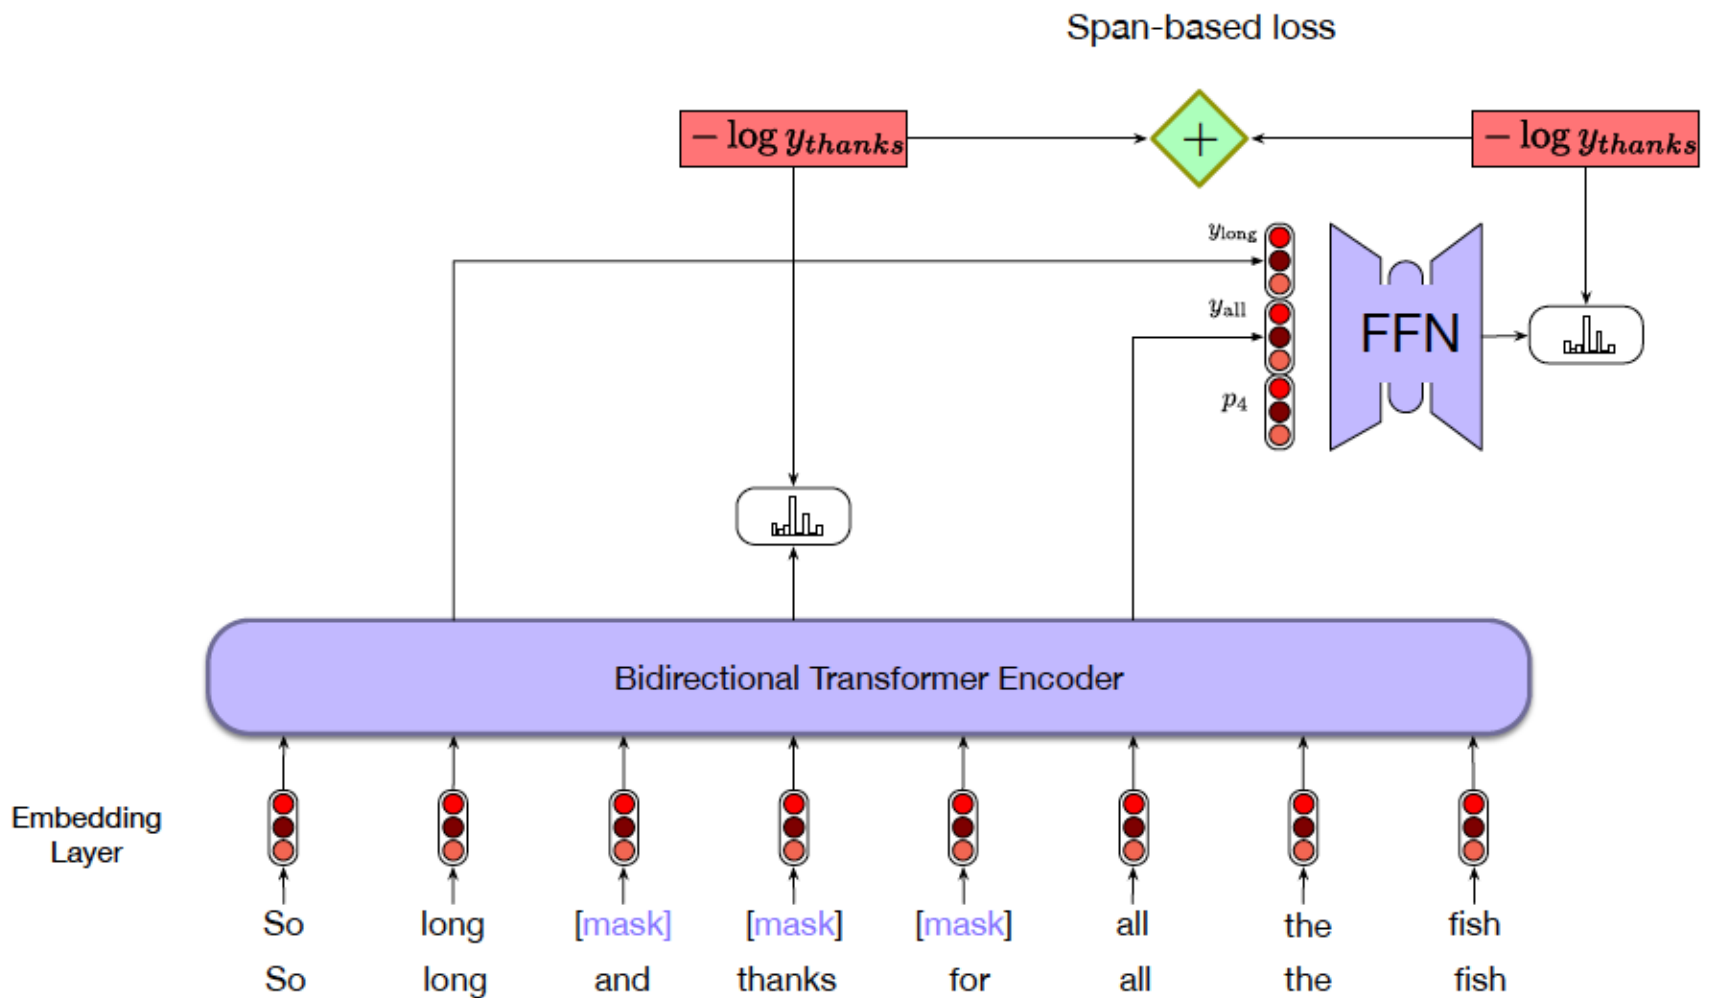 Span-based loss
− log y_thanks
+
− log y_thanks
y_long
y_all
p_4
FFN
Bidirectional Transformer Encoder
Embedding
Layer
So long [mask] [mask] [mask] all the fish
So long and thanks for all the fish